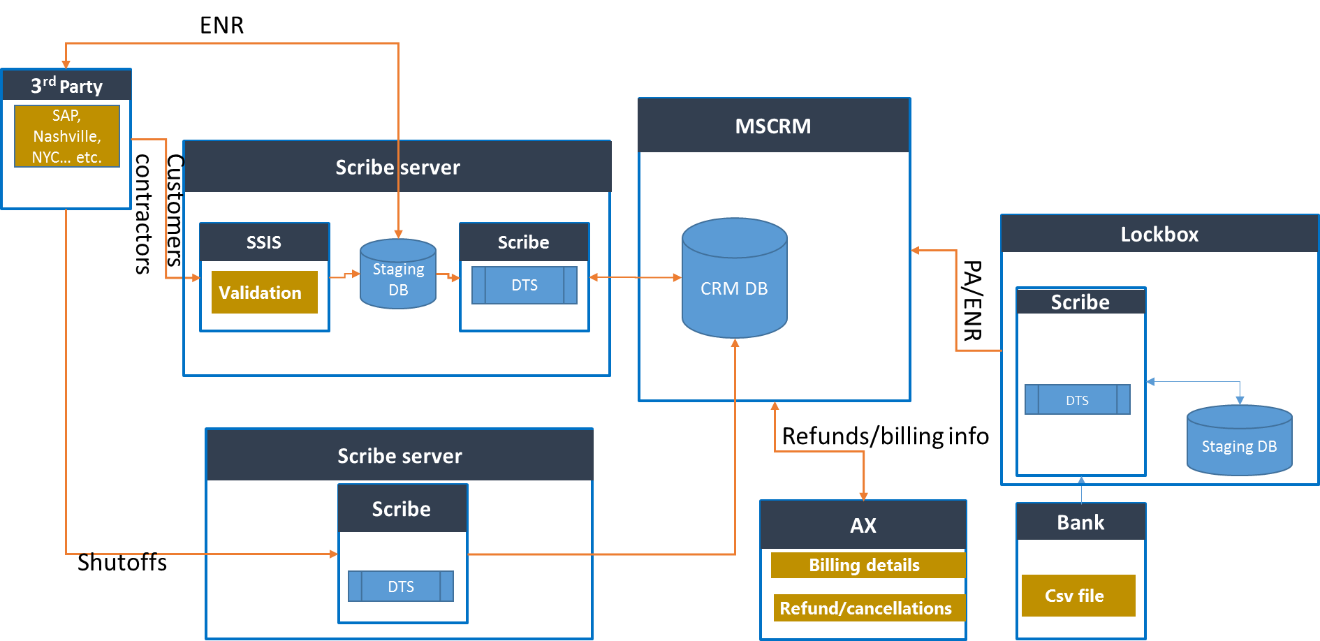 ENR
3rd Party
SAP,
Nashville,
NYC... etc.
Customers
contractors
Scribe server
SSIS
Validation
Staging
DB
Scribe
DTS
MSCRM
CRM DB
PA/ENR
Lockbox
Scribe
DTS
Staging DB
Refunds/billing info
Scribe server
Scribe
DTS
Shutoffs
AX
Billing details
Refund/cancellations
Bank
Csv file